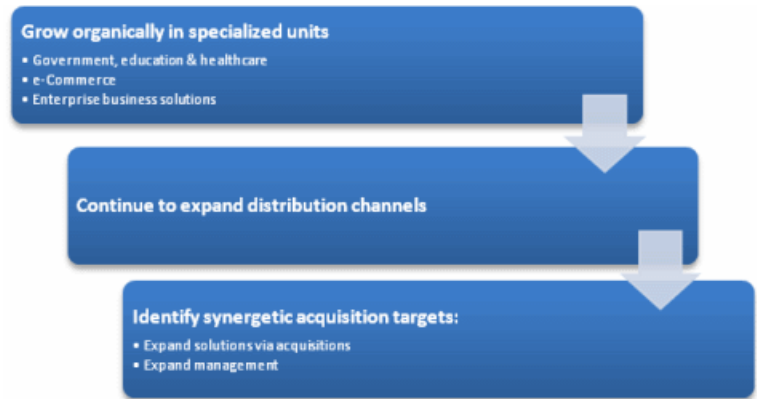 Grow organically in specialized units
• Government, education & healthcare
• e-Commerce
• Enterprise business solutions
Continue to expand distribution channels
Identify synergetic acquisition targets:
• Expand solutions via acquisitions
• Expand management